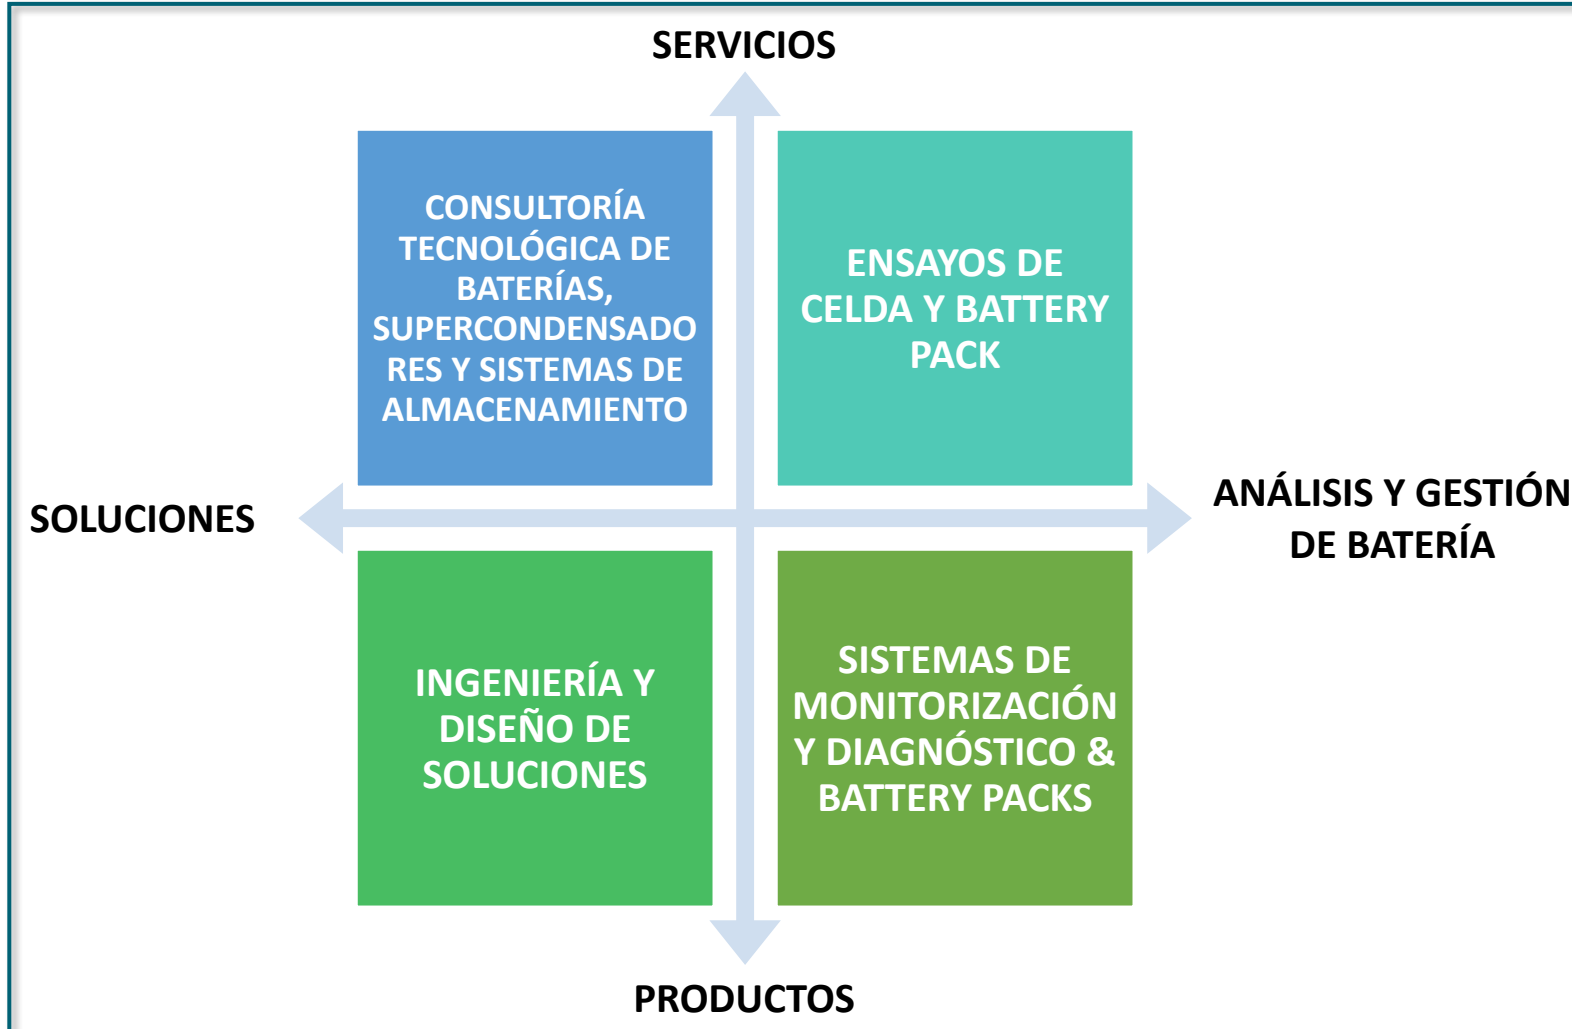 SERVICIOS
CONSULTORÍA
TECNOLÓGICA DE
BATERÍAS,
SUPERCONDENSADO
RES Y SISTEMAS DE
ALMACENAMIENTO
ENSAYOS DE
CELDA Y BATTERY
PACK
SOLUCIONES
ANÁLISIS Y GESTIÓN
DE BATERÍA
INGENIERÍA Y
DISEÑO DE
SOLUCIONES
SISTEMAS DE
MONITORIZACIÓN
Y DIAGNÓSTICO &
BATTERY PACKS
PRODUCTOS